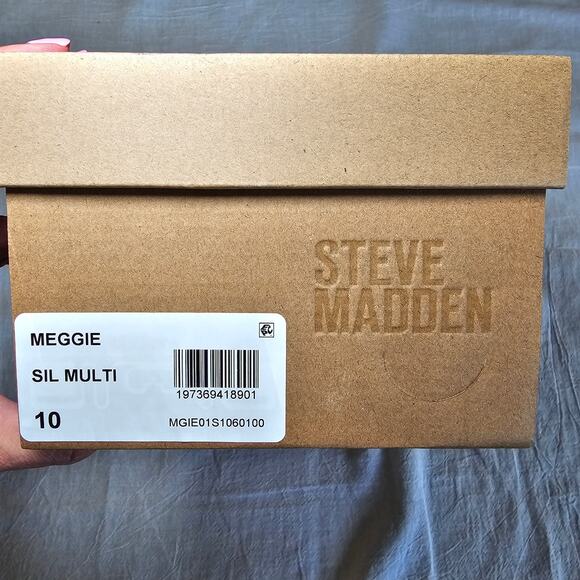 STEVE
MADDEN
MEGGIE
SIL MULTI
197369418901
10
MGIE01S1060100